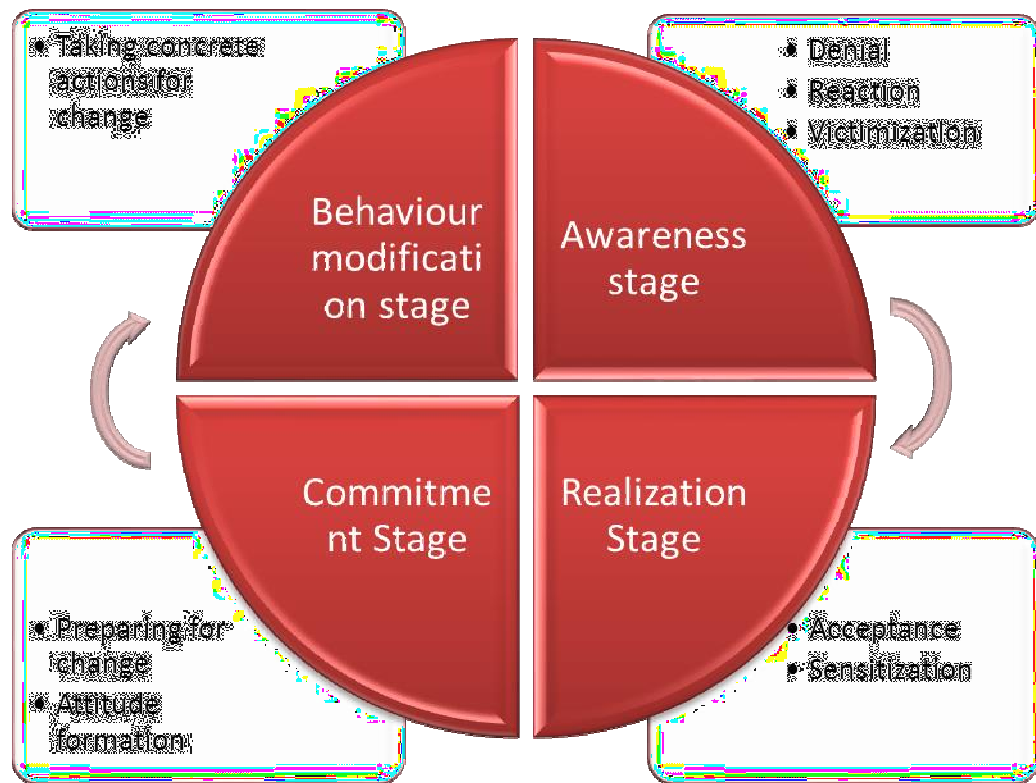 • Taking concrete
actions for
change
• Denial
• Reaction
• Victimization
Behaviour
modificati
on stage
Awareness
stage
Commitme
nt Stage
Realization
Stage
• Preparing for
change
• Attitude
formation
• Acceptance
• Sensitization